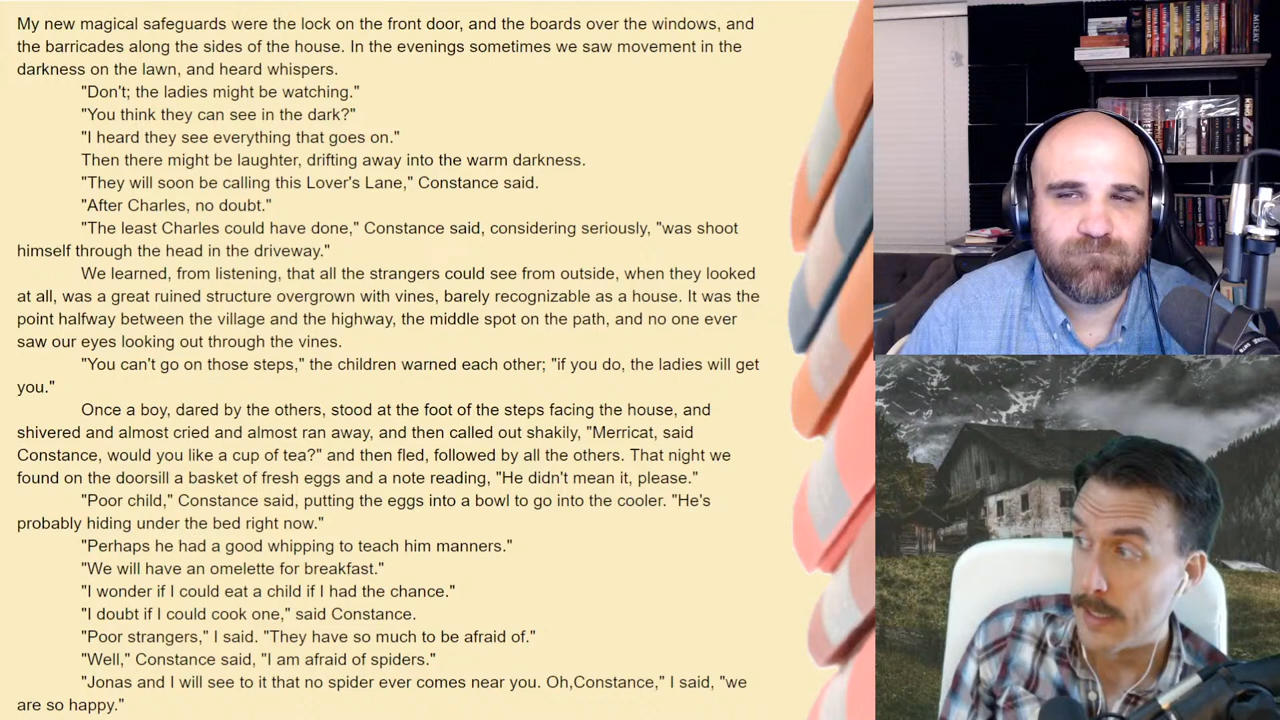 My new magical safeguards were the lock on the front door, and the boards over the windows, and
the barricades along the sides of the house. In the evenings sometimes we saw movement in the
darkness on the lawn, and heard whispers.
"Don't; the ladies might be watching."
"You think they can see in the dark?"
"I heard they see everything that goes on."
Then there might be laughter, drifting away into the warm darkness.
"They will soon be calling this Lover's Lane," Constance said.
"After Charles, no doubt."
"The least Charles could have done," Constance said, considering seriously, "was shoot
himself through the head in the driveway."
We learned, from listening, that all the strangers could see from outside, when they looked
at all, was a great ruined structure overgrown with vines, barely recognizable as a house. It was the
point halfway between the village and the highway, the middle spot on the path, and no one ever
saw our eyes looking out through the vines.
"You can't go on those steps," the children warned each other; "if you do, the ladies will get
you."
Once a boy, dared by the others, stood at the foot of the steps facing the house, and
shivered and almost cried and almost ran away, and then called out shakily, "Merricat, said
Constance, would you like a cup of tea?" and then fled, followed by all the others. That night we
found on the doorsill a basket of fresh eggs and a note reading, "He didn't mean it, please."
"Poor child," Constance said, putting the eggs into a bowl to go into the cooler. "He's
probably hiding under the bed right now."
"Perhaps he had a good whipping to teach him manners."
"We will have an omelette for breakfast."
"I wonder if I could eat a child if I had the chance."
"I doubt if I could cook one," said Constance.
"Poor strangers," I said. "They have so much to be afraid of."
"Well," Constance said, "I am afraid of spiders."
"Jonas and I will see to it that no spider ever comes near you. Oh,Constance," I said, "we
are so happy."
MISERY
KING